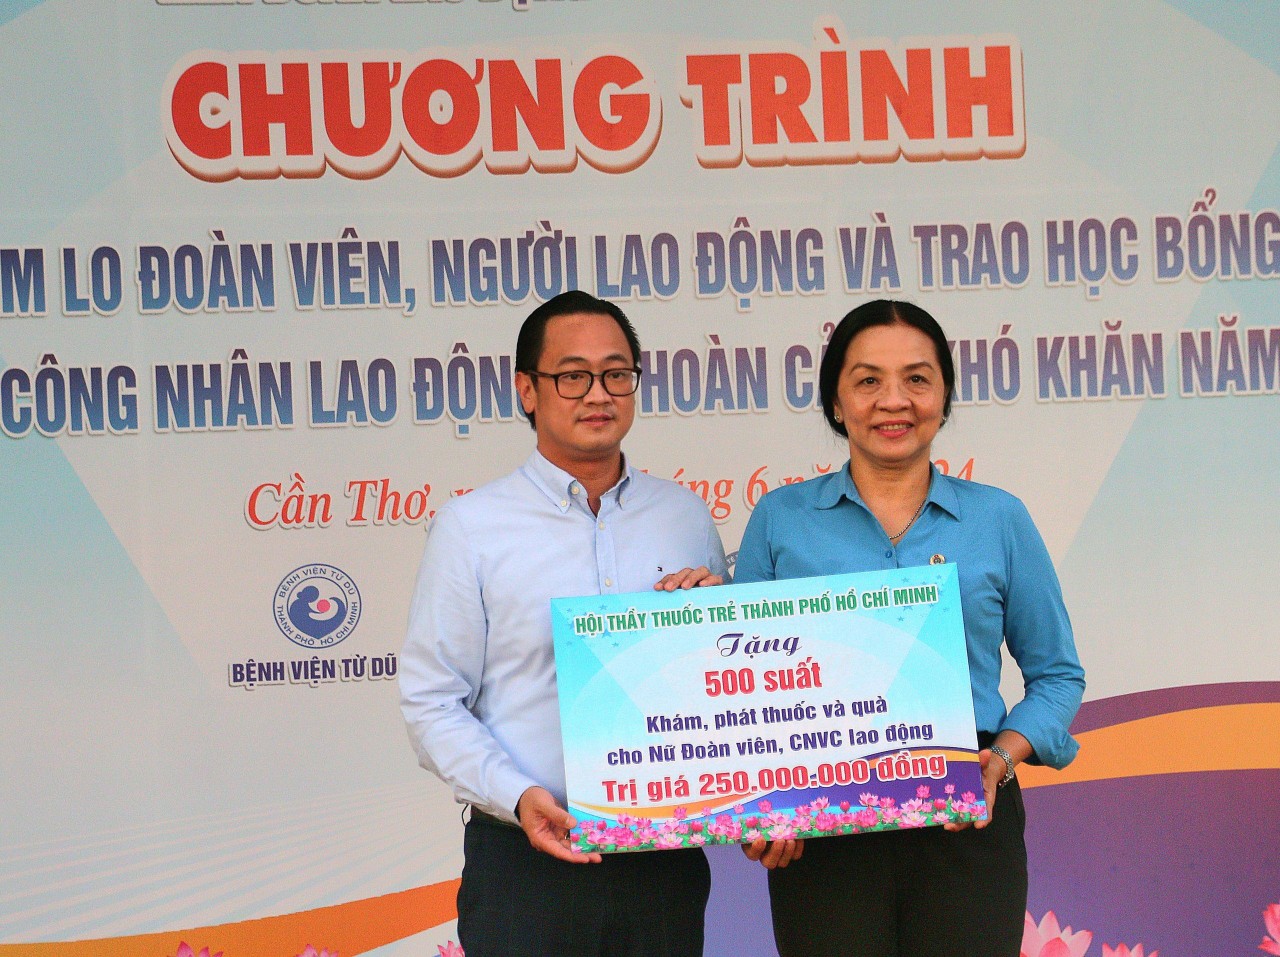 CHƯƠNG TRÌNH
M LO ĐOÀN VIÊN, NGƯỜI LAO ĐỘNG VÀ TRAO HỌC BỔNG
CÔNG NHÂN LAO ĐỘNG HOÀN KHÓ KHĂN NĂM
Cần Thơ, 6
BỆNH VIỆN TỪ DŨ
THÀNH PHỐ HỒ CHÍ MINH
BỆNH VIỆN TỪ DŨ
HỘI THẦY THUỐC TRẺ THÀNH PHỐ HỒ CHÍ MINH
Tặng
500 suất
Khám, phát thuốc và quà
cho Nữ Đoàn viên, CNVC lao động
Trị giá 250.000.000 đồng